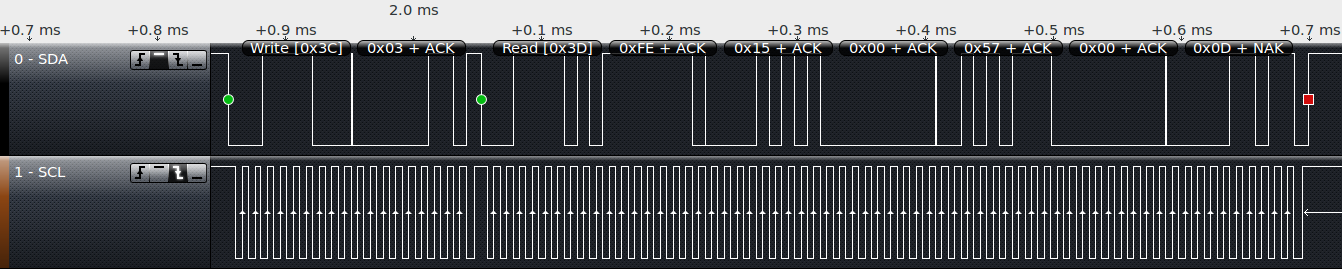 2.0 ms
+0.7 ms +0.8 ms +0.9 ms +0.1 ms +0.2 ms +0.3 ms +0.4 ms +0.5 ms +0.6 ms +0.7 ms
Write [0x3C] 0x03 + ACK Read [0x3D] 0xFE + ACK 0x15 + ACK 0x00 + ACK 0x57 + ACK 0x00 + ACK 0x0D + NAK
0 - SDA
1 - SCL